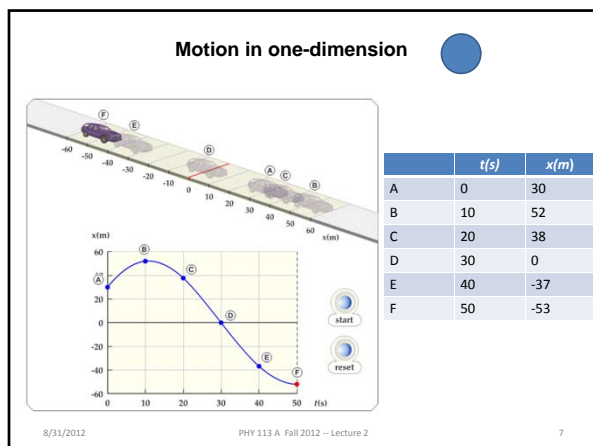 Motion in one-dimension
F
E
D
A
C
B
-60
-50
-40
-30
-20
-10
0
10
20
30
40
50
60
x(m)
t(s) x(m)
A 0 30
B 10 52
C 20 38
D 30 0
E 40 -37
F 50 -53
x(m)
60
20
0
-20
-40
-60
A
B
C
D
E
F
0 10 20 30 40 50 t(s)
start
reset
8/31/2012 PHY 113 A Fall 2012 -- Lecture 2 7